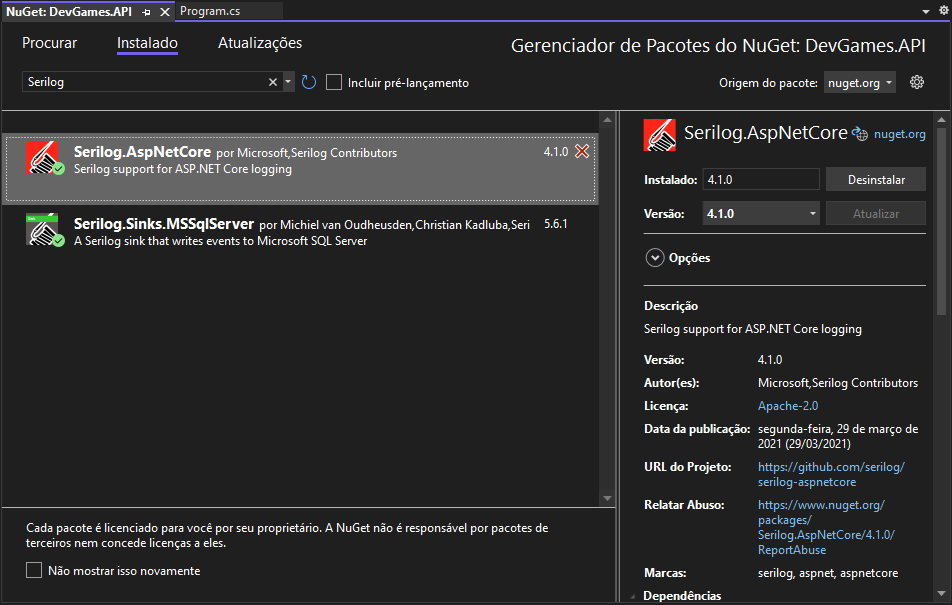 NuGet: DevGames.API
Program.cs
Procurar
Instalado
Atualizações
Gerenciador de Pacotes do NuGet: DevGames.API
Serilog
Incluir pré-lançamento
Origem do pacote: nuget.org
Serilog.AspNetCore por Microsoft,Serilog Contributors 4.1.0
Serilog support for ASP.NET Core logging
Serilog.Sinks.MSSqlServer por Michiel van Oudheusden,Christian Kadluba,Seri 5.6.1
A Serilog sink that writes events to Microsoft SQL Server
Cada pacote é licenciado para você por seu proprietário. A NuGet não é responsável por pacotes de
terceiros nem concede licenças a eles.
Não mostrar isso novamente
Serilog.AspNetCore nuget.org
Instalado: 4.1.0 Desinstalar
Versão: 4.1.0 Atualizar
Opções
Descrição
Serilog support for ASP.NET Core logging
Versão: 4.1.0
Autor(es): Microsoft,Serilog Contributors
Licença: Apache-2.0
Data da publicação: segunda-feira, 29 de março de
2021 (29/03/2021)
URL do Projeto: https://github.com/serilog/
serilog-aspnetcore
Relatar Abuso: https://www.nuget.org/
packages/
Serilog.AspNetCore/4.1.0/
ReportAbuse
Marcas: serilog, aspnet, aspnetcore
Dependências